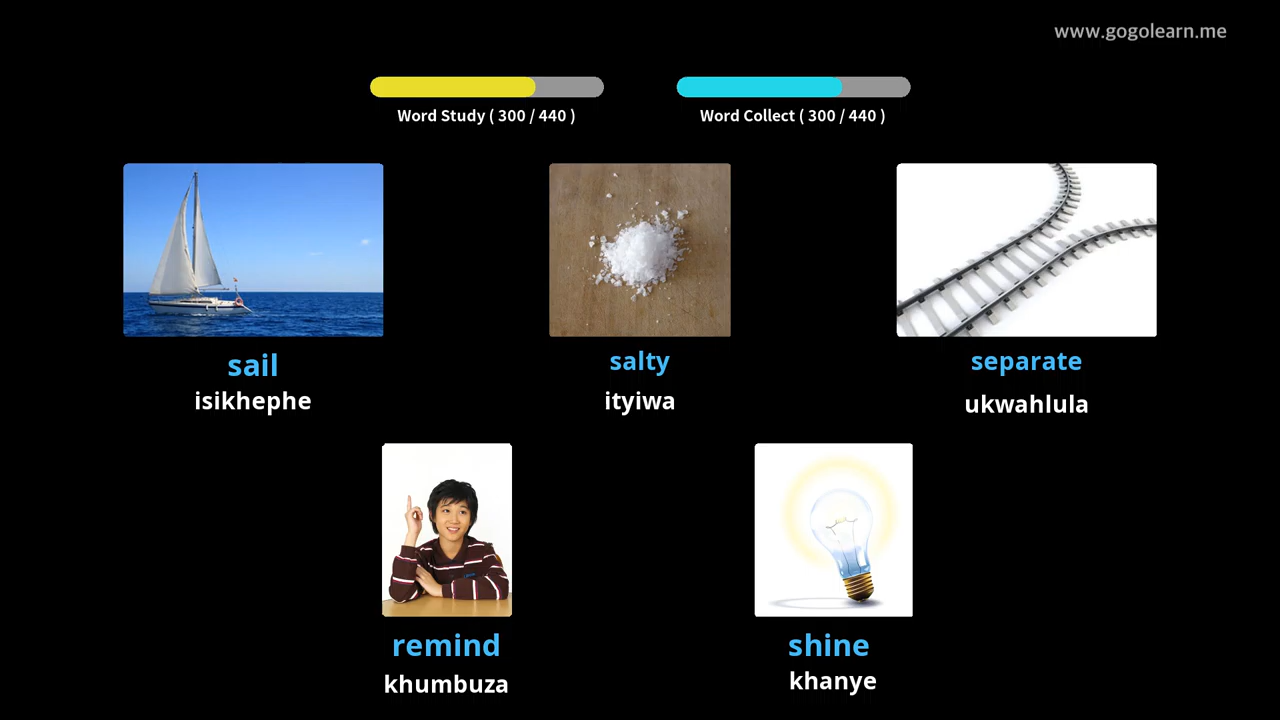 www.gogolearn.me
Word Study ( 300 / 440 )
Word Collect ( 300 / 440 )
sail
isikhephe
salty
ityiwa
separate
ukwahlula
remind
khumbuza
shine
khanye